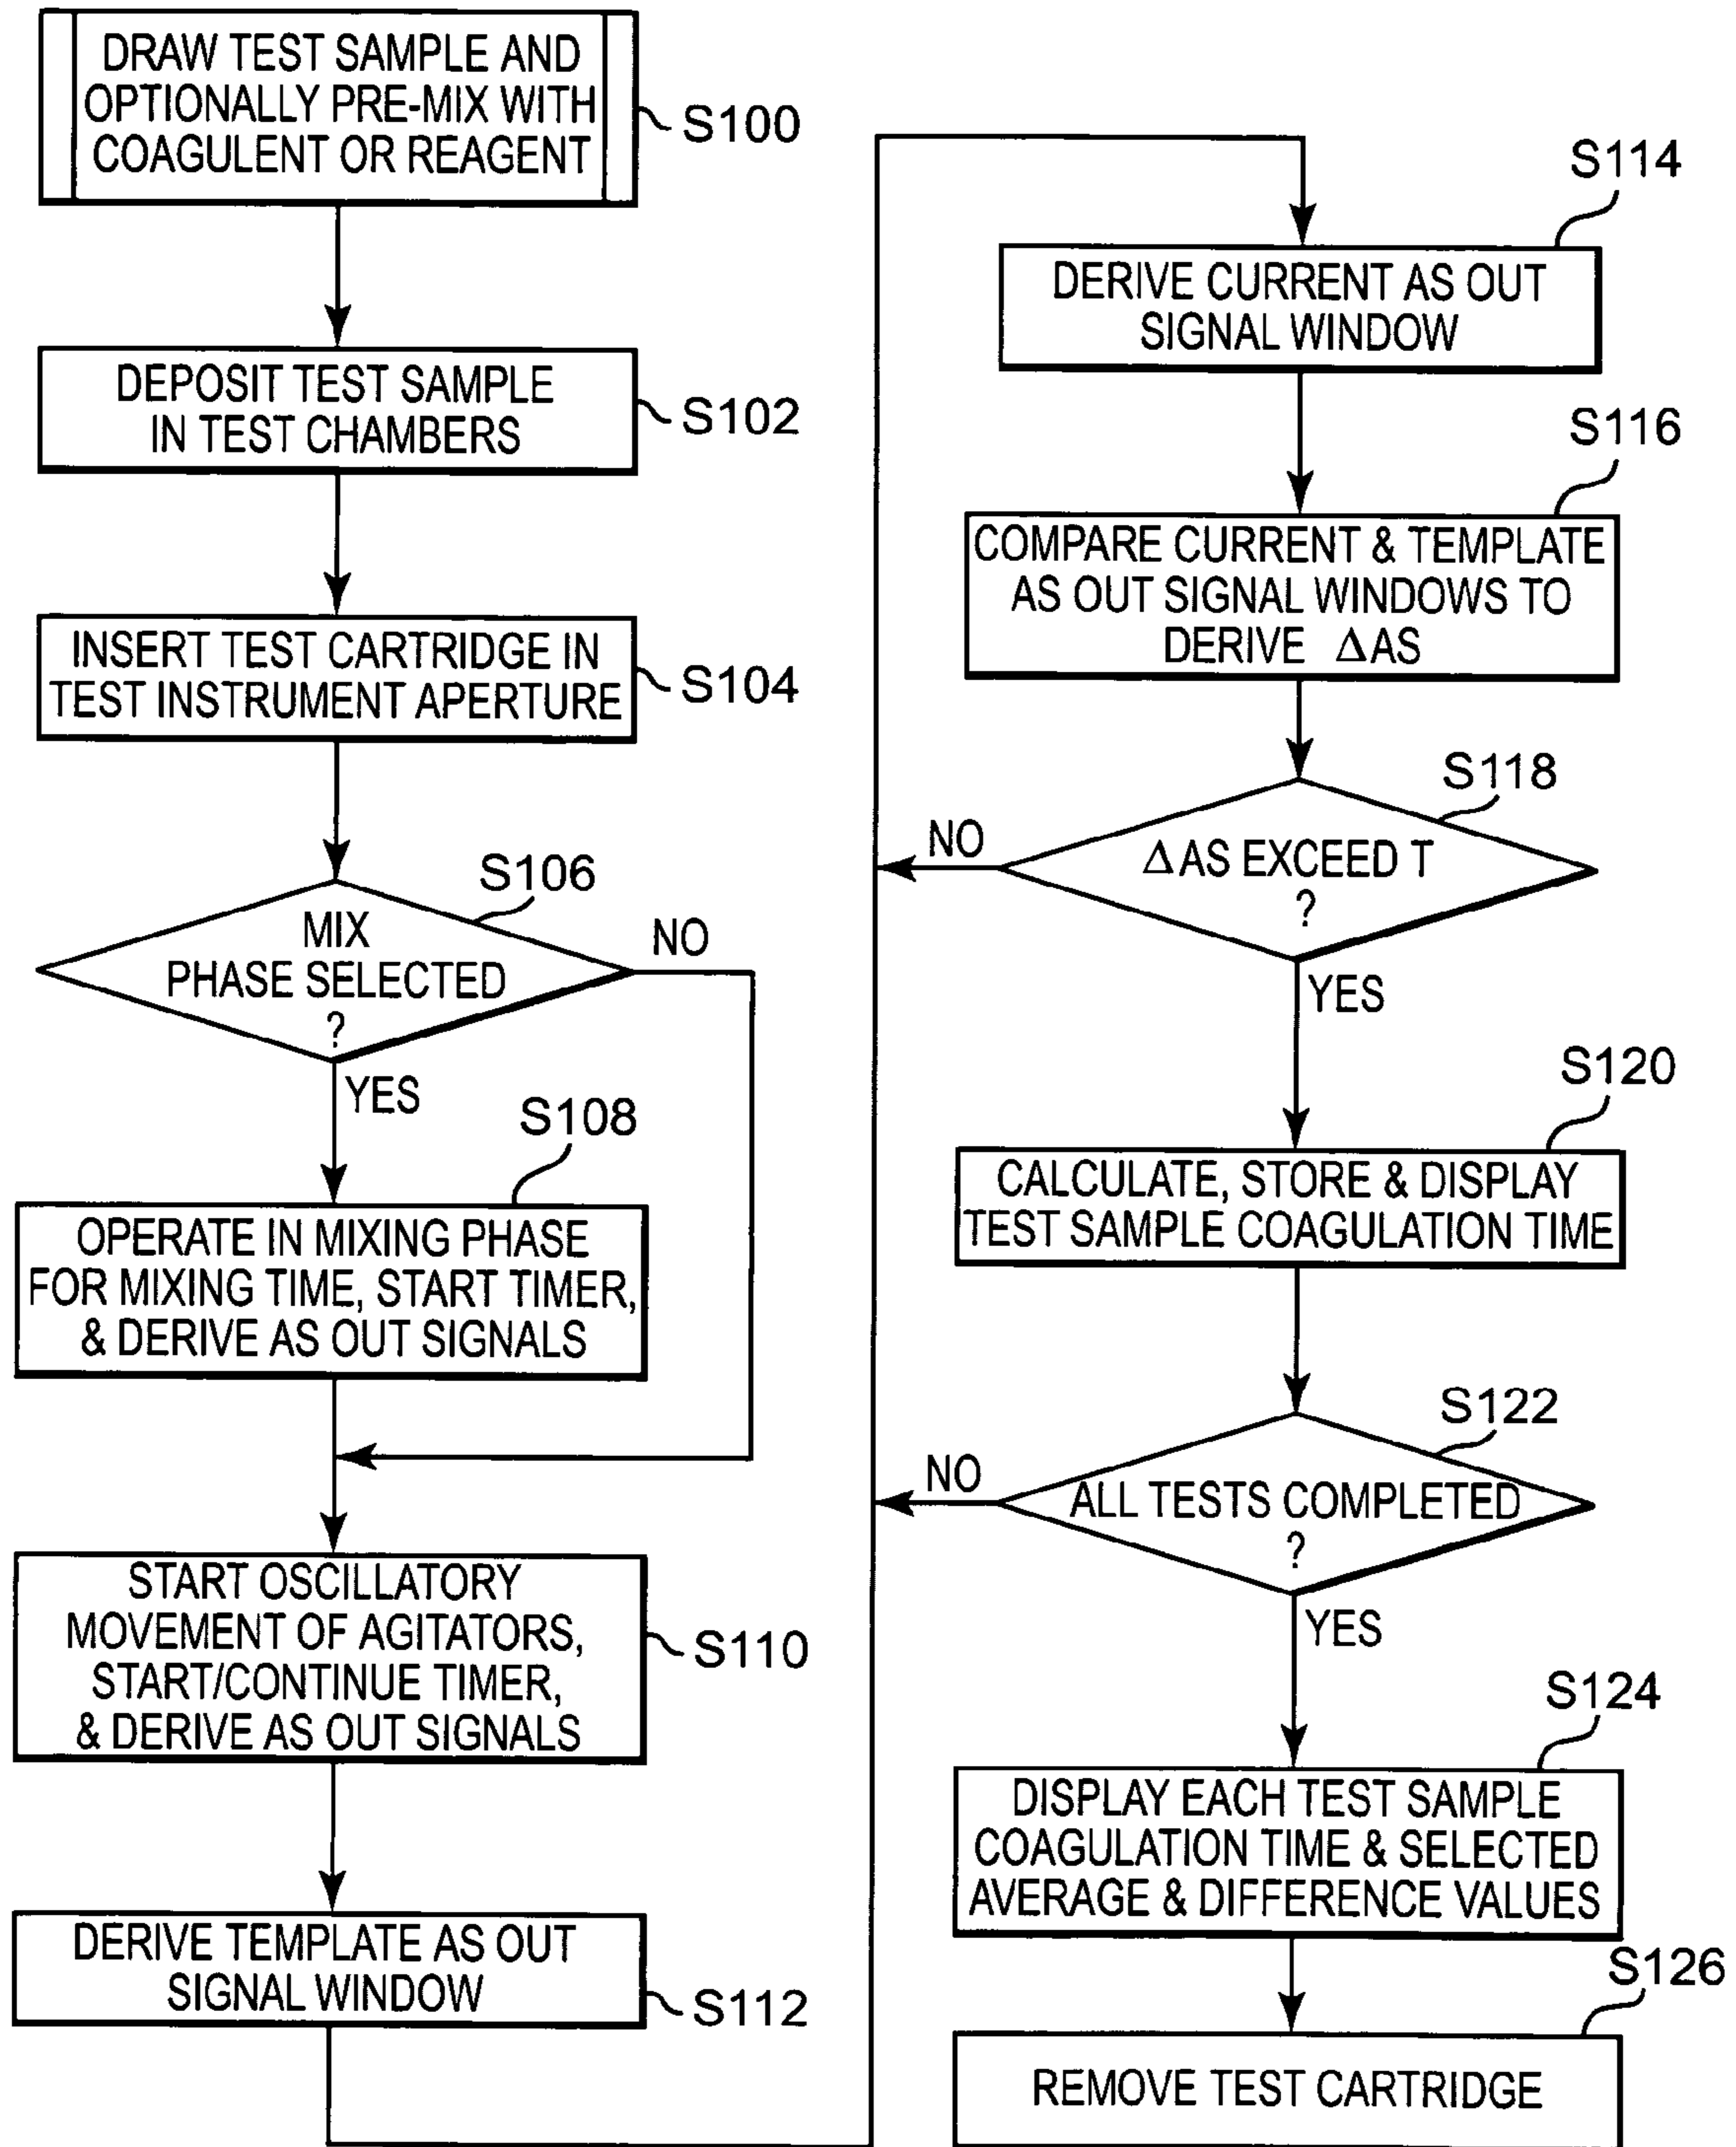 DRAW TEST SAMPLE AND
OPTIONALLY PRE-MIX WITH
COAGULENT OR REAGENT
S100
DEPOSIT TEST SAMPLE
IN TEST CHAMBERS
S102
INSERT TEST CARTRIDGE IN
TEST INSTRUMENT APERTURE
S104
S106
MIX
PHASE SELECTED
?
NO
YES
S108
OPERATE IN MIXING PHASE
FOR MIXING TIME, START TIMER,
& DERIVE AS OUT SIGNALS
START OSCILLATORY
MOVEMENT OF AGITATORS,
START/CONTINUE TIMER,
& DERIVE AS OUT SIGNALS
S110
DERIVE TEMPLATE AS OUT
SIGNAL WINDOW
S112
S114
DERIVE CURRENT AS OUT
SIGNAL WINDOW
S116
COMPARE CURRENT & TEMPLATE
AS OUT SIGNAL WINDOWS TO
DERIVE ΔAS
S118
NO
ΔAS EXCEED T
?
YES
S120
CALCULATE, STORE & DISPLAY
TEST SAMPLE COAGULATION TIME
S122
NO
ALL TESTS COMPLETED
?
YES
S124
DISPLAY EACH TEST SAMPLE
COAGULATION TIME & SELECTED
AVERAGE & DIFFERENCE VALUES
S126
REMOVE TEST CARTRIDGE